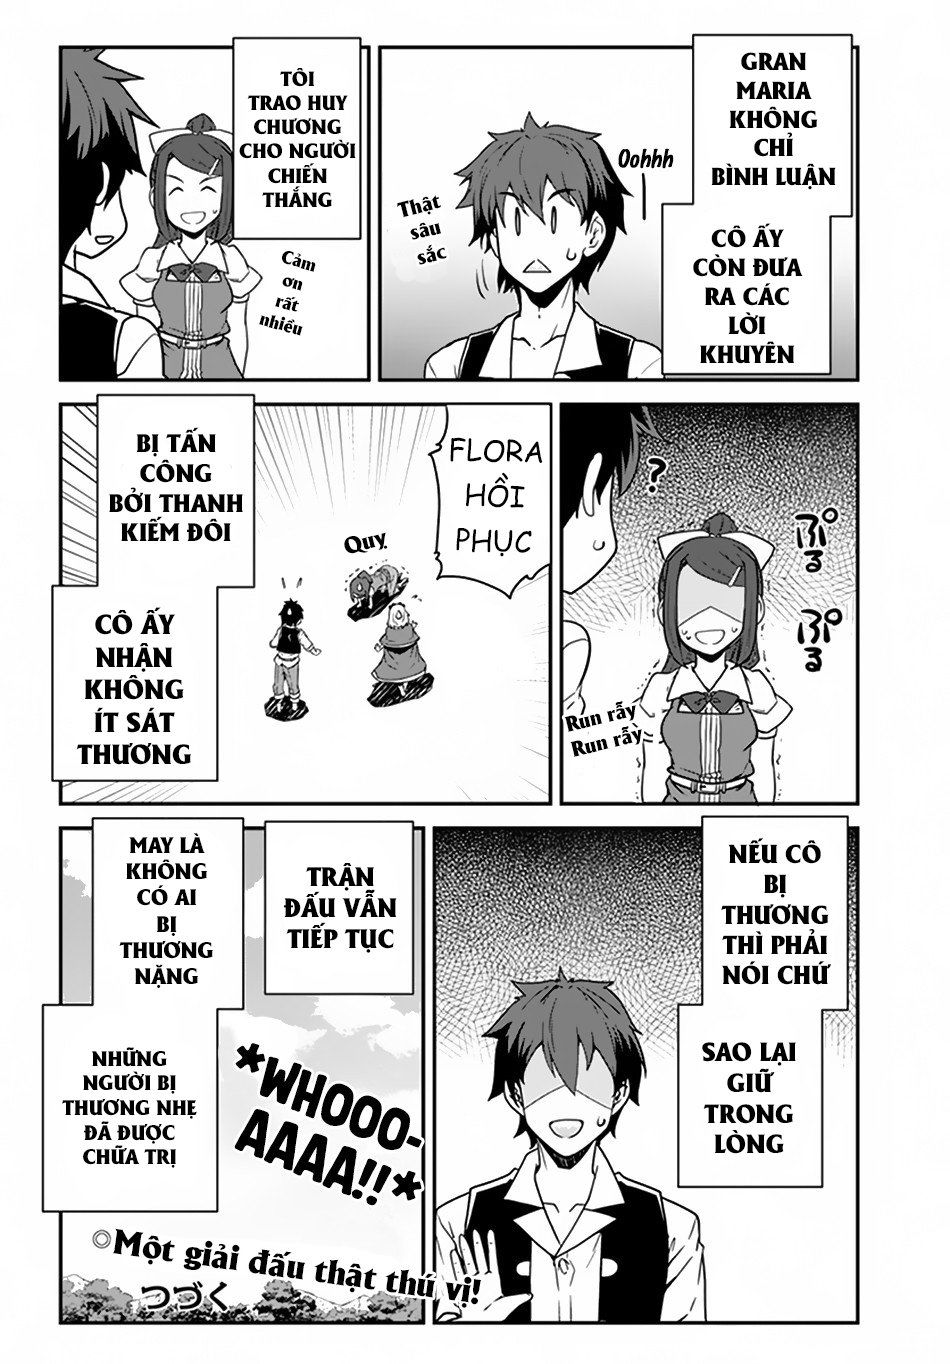 GRAN
MARIA
KHÔNG
CHỈ
BÌNH LUẬN
CÔ ẤY
CÒN ĐƯA
RA CÁC
LỜI
KHUYÊN
Oohhh
Thật
sâu
sắc
TÔI
TRAO HUY
CHƯƠNG
CHO NGƯỜI
CHIẾN
THẮNG
Cảm
ơn
rất
nhiều
?
ぷる
ぷる
Run rẫy
Run rẫy
FLORA
HỒI
PHỤC
Quỵ
BỊ TẤN
CÔNG
BỞI THANH
KIẾM ĐÔI
CÔ ẤY
NHẬN
KHÔNG
ÍT SÁT
THƯƠNG
NẾU CÔ
BỊ
THƯƠNG
THÌ PHẢI
NÓI CHỨ
SAO LẠI
GIỮ
TRONG
LÒNG
TRẬN
ĐẤU VẪN
TIẾP TỤC
MAY LÀ
KHÔNG
CÓ AI
BỊ
THƯƠNG
NẶNG
NHỮNG
NGƯỜI BỊ
THƯƠNG NHẸ
ĐÃ ĐƯỢC
CHỮA TRỊ
*WHOOO-
AAAA!!*
◎Một giải đấu thật thú vị!
つづく